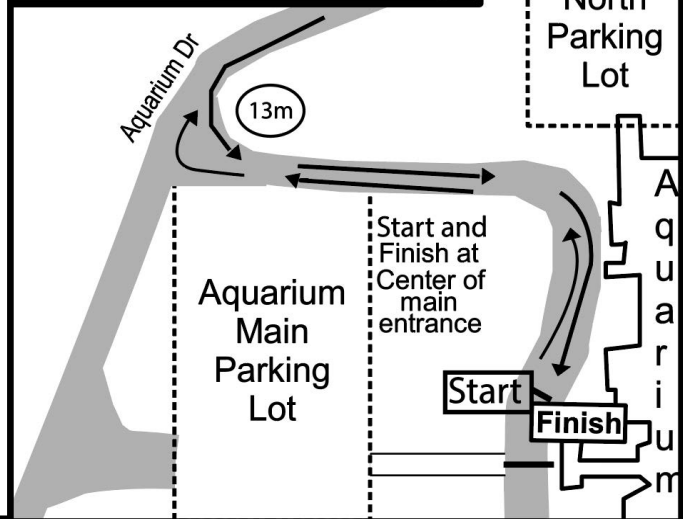 North
Parking
Lot
Aquarium Dr
13m
Start and
Finish at
Center of
main
entrance
Aquarium
Main
Parking
Lot
Start
Finish
Aquarium